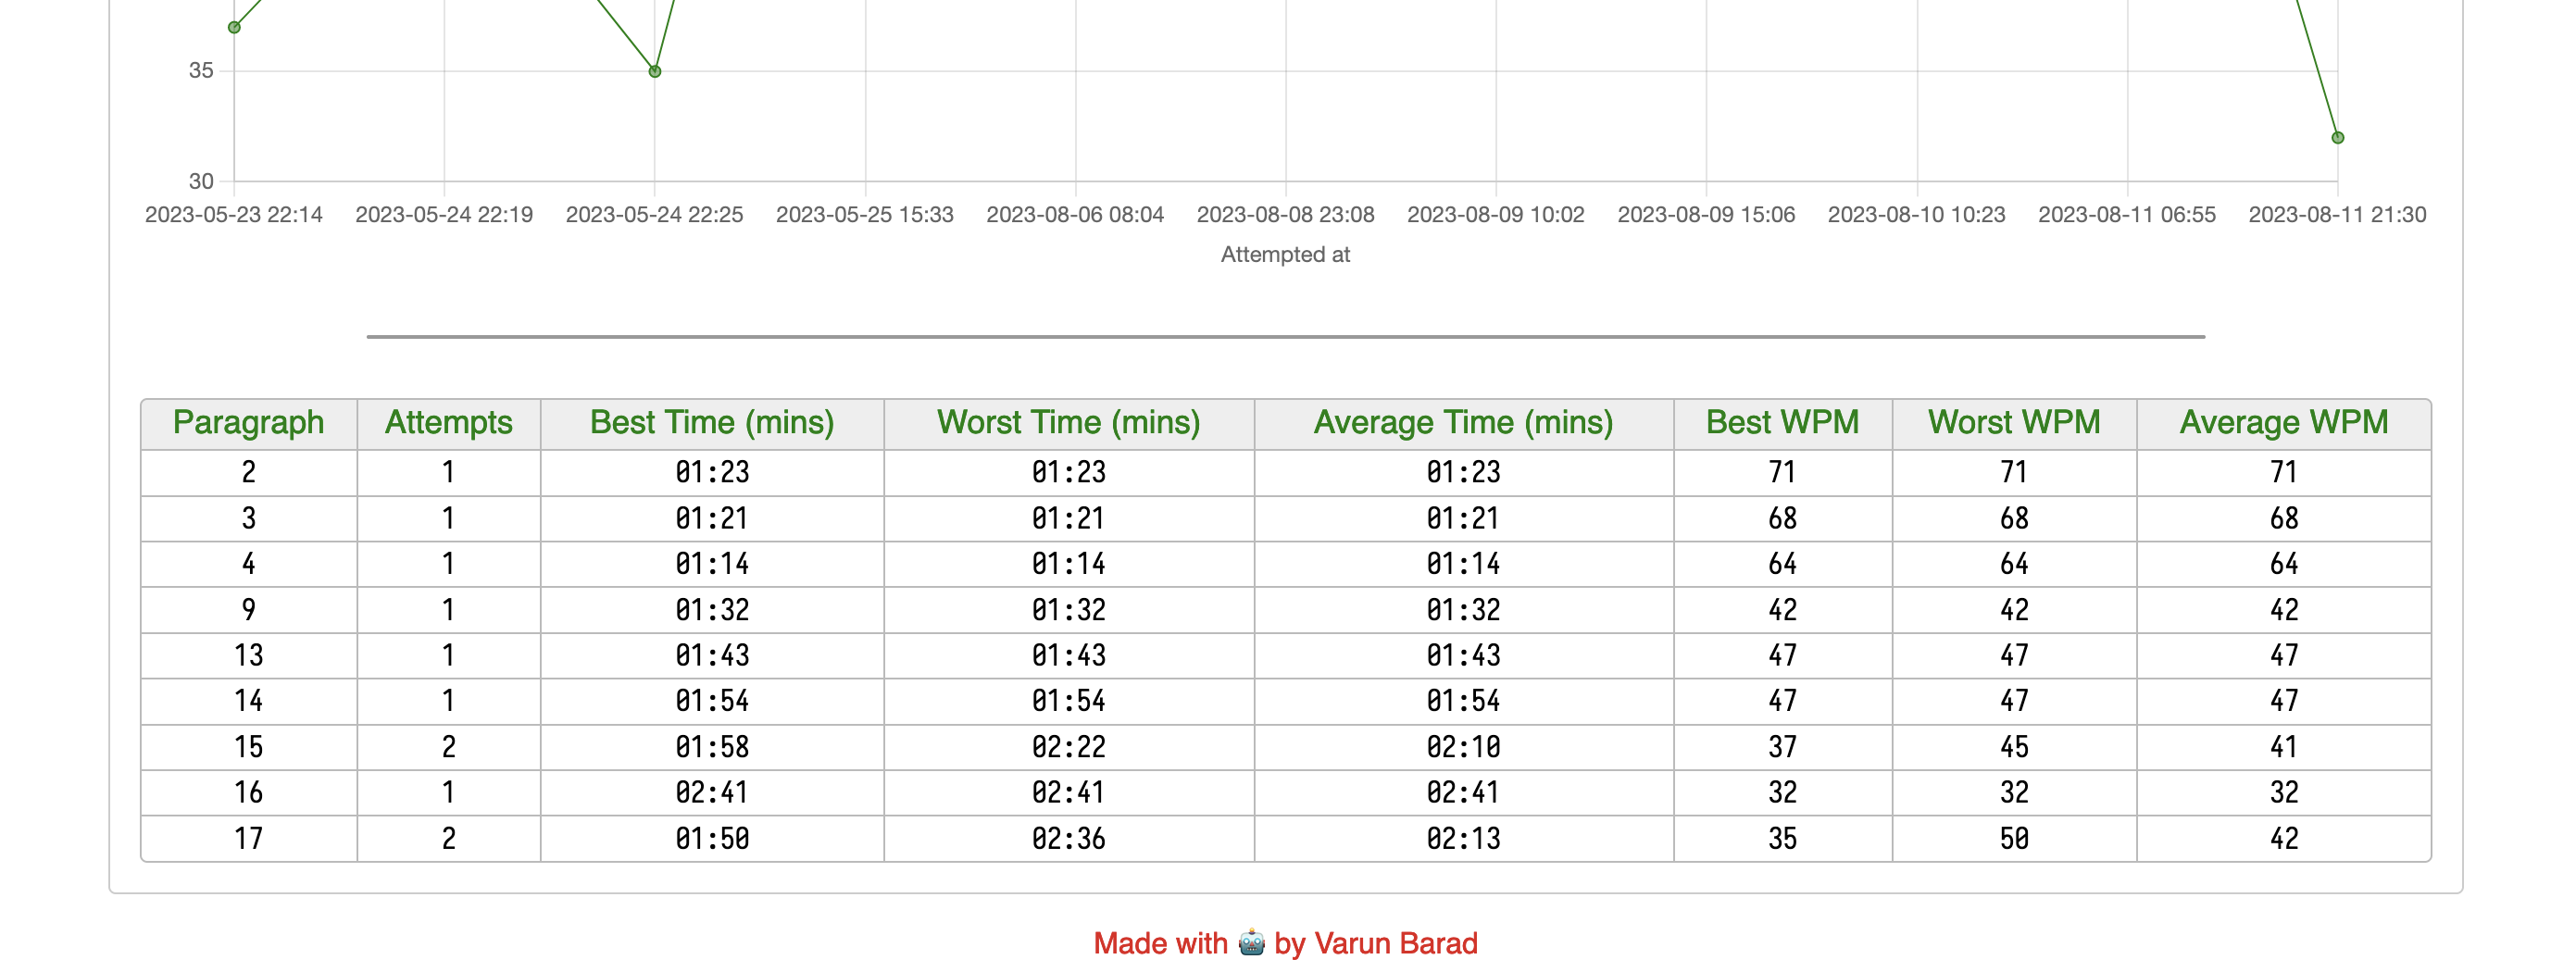 35
30
2023-05-23 22:14 2023-05-24 22:19 2023-05-24 22:25 2023-05-25 15:33 2023-08-06 08:04 2023-08-08 23:08 2023-08-09 10:02 2023-08-09 15:06 2023-08-10 10:23 2023-08-11 06:55 2023-08-11 21:30
Attempted at
Paragraph Attempts Best Time (mins) Worst Time (mins) Average Time (mins) Best WPM Worst WPM Average WPM
2 1 01:23 01:23 01:23 71 71 71
3 1 01:21 01:21 01:21 68 68 68
4 1 01:14 01:14 01:14 64 64 64
9 1 01:32 01:32 01:32 42 42 42
13 1 01:43 01:43 01:43 47 47 47
14 1 01:54 01:54 01:54 47 47 47
15 2 01:58 02:22 02:10 37 45 41
16 1 02:41 02:41 02:41 32 32 32
17 2 01:50 02:36 02:13 35 50 42
Made with 🤖 by Varun Barad